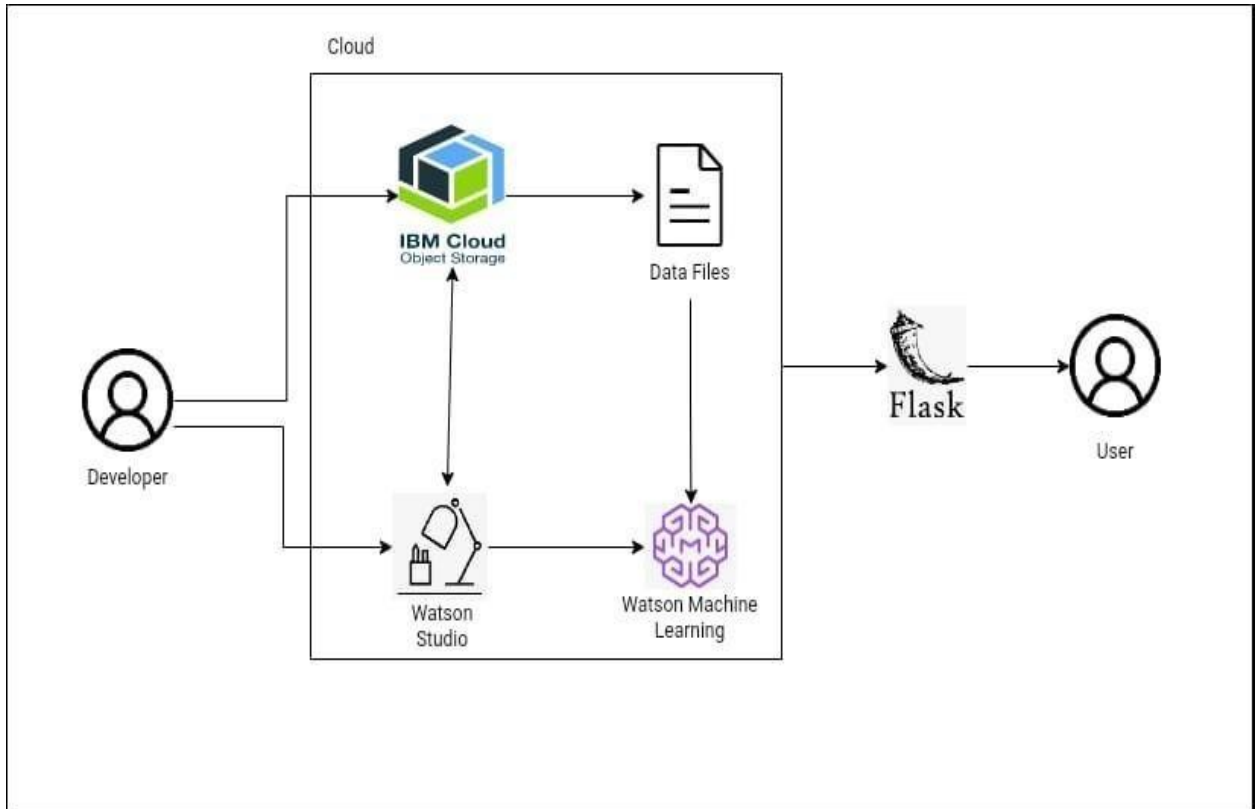 Cloud
IBM Cloud
Object Storage
Data Files
Flask
User
Developer
Watson
Studio
Watson Machine
Learning